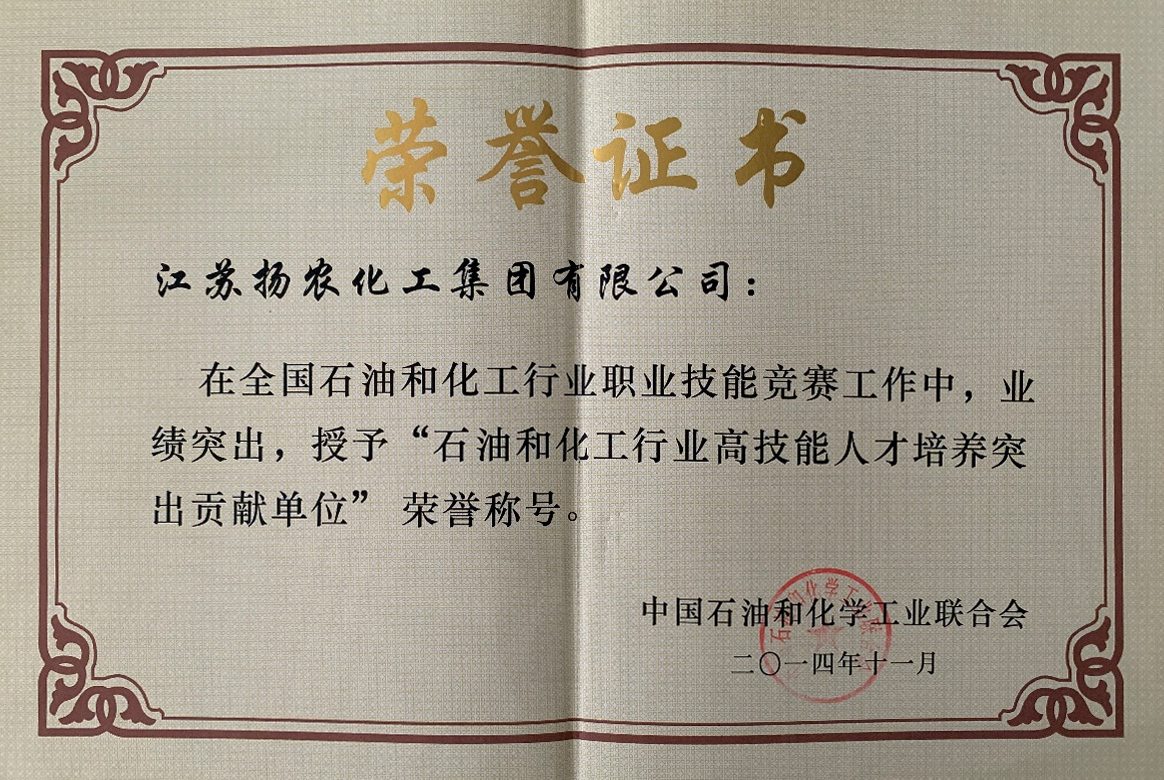 荣誉证书
江苏扬农化工集团有限公司：
在全国石油和化工行业职业技能竞赛工作中，业
绩突出，授予“石油和化工行业高技能人才培养突
出贡献单位” 荣誉称号。
中国石油和化学工业联合会
二〇一四年十一月